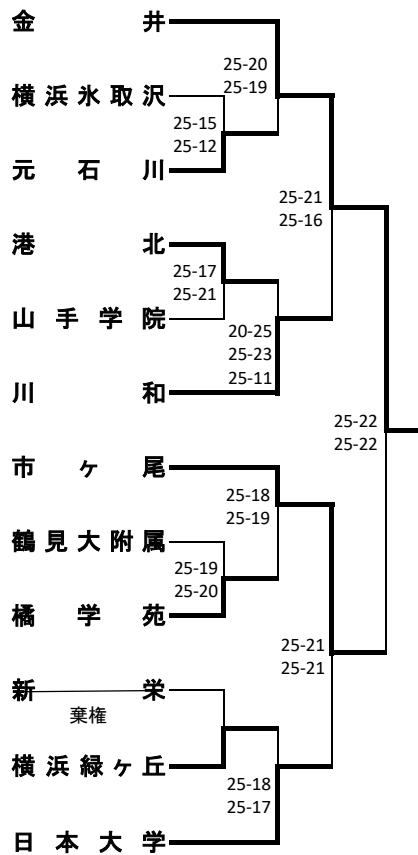 金井
25-20
25-19
横浜氷取沢
25-15
25-12
元石川
25-21
25-16
港北
25-17
25-21
山手学院
20-25
25-23
25-11
川和
25-22
25-22
市ヶ尾
25-18
25-19
鶴見大附属
25-19
25-20
橘学苑
25-21
25-21
新栄
棄権
横浜緑ヶ丘
25-18
25-17
日本大学